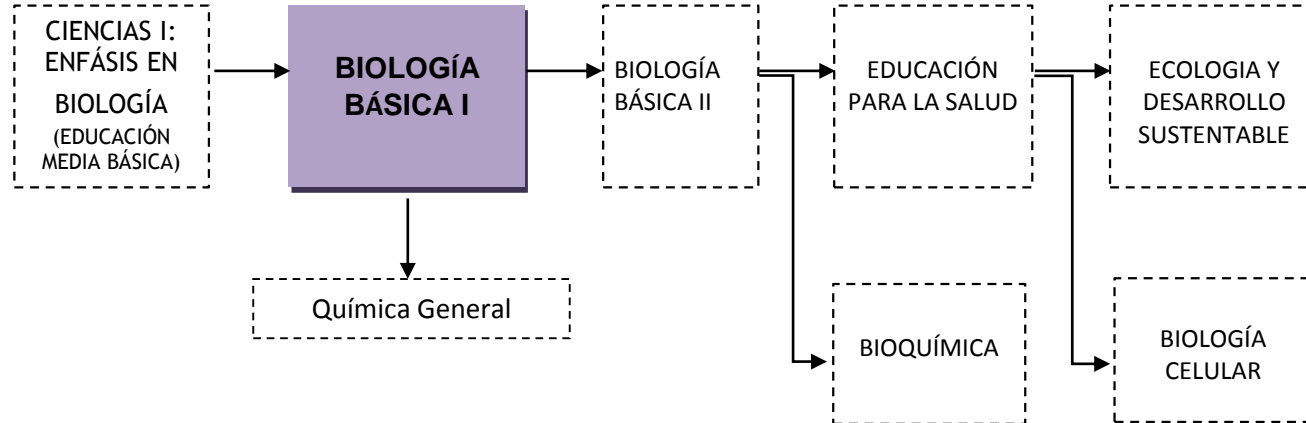 CIENCIAS I:
ENFÁSIS EN
BIOLOGÍA
(EDUCACIÓN
MEDIA BÁSICA)
BIOLOGÍA
BÁSICA I
BIOLOGÍA
BÁSICA II
EDUCACIÓN
PARA LA SALUD
ECOLOGIA Y
DESARROLLO
SUSTENTABLE
Química General
BIOQUÍMICA
BIOLOGÍA
CELULAR